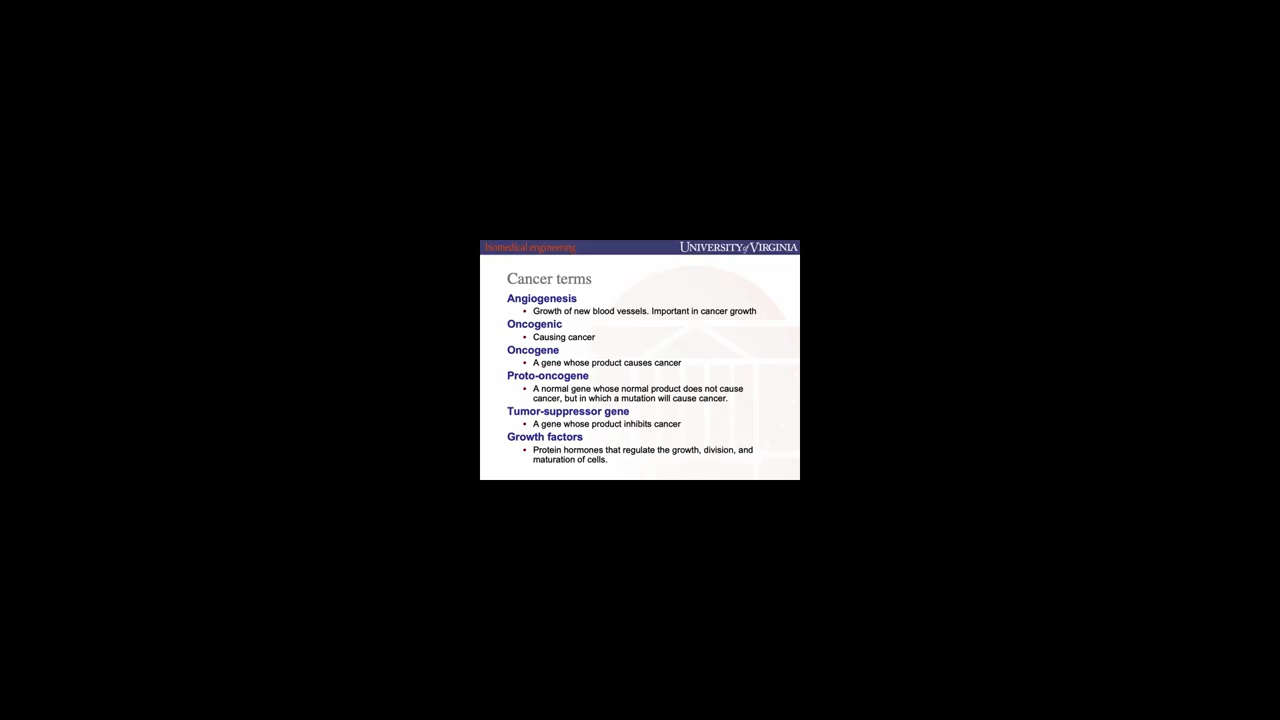 biomedical engineering
UNIVERSITY of VIRGINIA
Cancer terms
Angiogenesis
• Growth of new blood vessels. Important in cancer growth
Oncogenic
• Causing cancer
Oncogene
• A gene whose product causes cancer
Proto-oncogene
• A normal gene whose normal product does not cause
cancer, but in which a mutation will cause cancer.
Tumor-suppressor gene
• A gene whose product inhibits cancer
Growth factors
• Protein hormones that regulate the growth, division, and
maturation of cells.